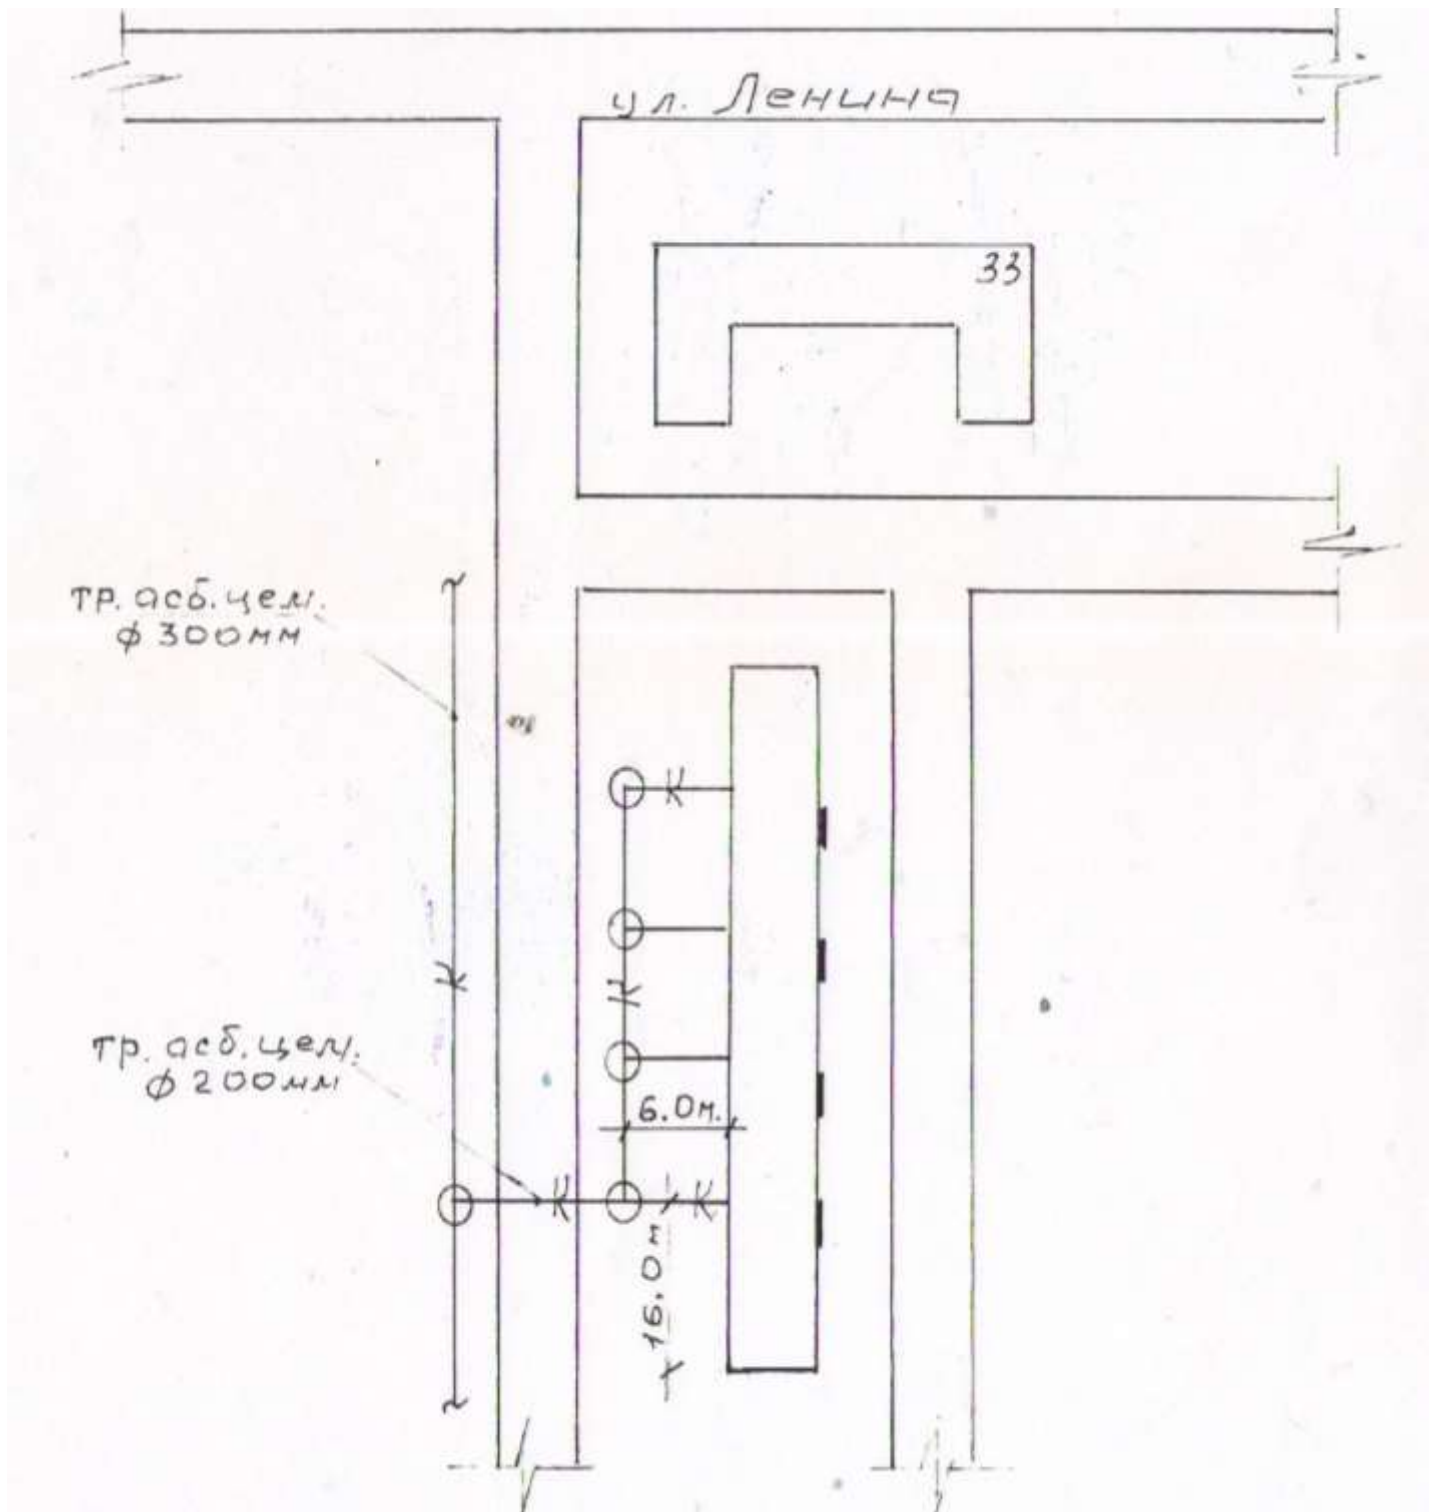 ул. Ленина
33
тр. асб. цем.
ф 300мм
К
К
К
тр. асб. цем.
ф 200мм
6.0м.
К
К
16.0м